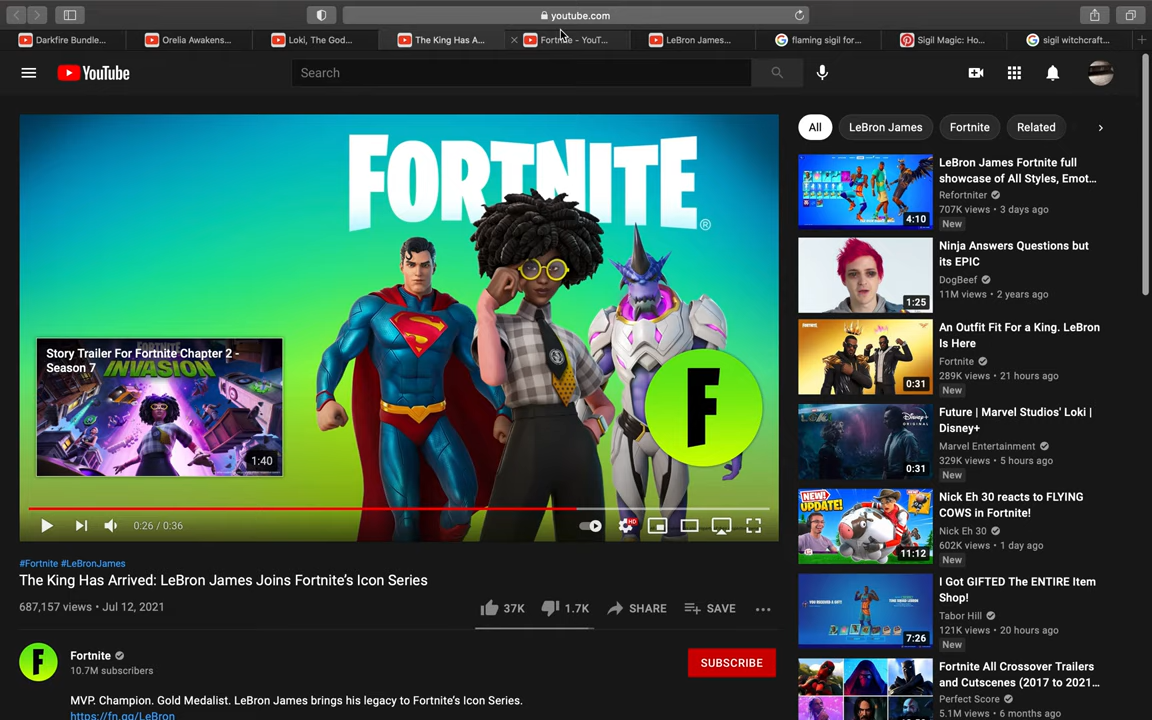 youtube.com
Darkfire Bundle...
Orelia Awakens...
Loki, The God...
The King Has A...
Fortnite - YouT...
LeBron James...
flaming sigil for...
Sigil Magic: Ho...
sigil witchcraft...
YouTube
Search
FORTNITE
Story Trailer For Fortnite Chapter 2 -
Season 7
INVASION
1:40
F
0:26 / 0:36
HD
#Fortnite #LeBronJames
The King Has Arrived: LeBron James Joins Fortnite's Icon Series
687,157 views • Jul 12, 2021
37K
1.7K
SHARE
SAVE
F
Fortnite
10.7M subscribers
SUBSCRIBE
MVP. Champion. Gold Medalist. LeBron James brings his legacy to Fortnite's Icon Series.
https://fn.gg/LeBron
All
LeBron James
Fortnite
Related
4:10
LeBron James Fortnite full
showcase of All Styles, Emot...
Refortniter
707K views • 3 days ago
New
1:25
Ninja Answers Questions but
its EPIC
DogBeef
11M views • 2 years ago
0:31
An Outfit Fit For a King. LeBron
Is Here
Fortnite
289K views • 21 hours ago
New
Disney+
ORIGINAL
0:31
Future | Marvel Studios' Loki |
Disney+
Marvel Entertainment
329K views • 5 hours ago
New
NEW!
UPDATE!
11:12
Nick Eh 30 reacts to FLYING
COWS in Fortnite!
Nick Eh 30
602K views • 1 day ago
New
7:26
I Got GIFTED The ENTIRE Item
Shop!
Tabor Hill
121K views • 20 hours ago
New
Fortnite All Crossover Trailers
and Cutscenes (2017 to 2021...
Perfect Score
5.1M views • 6 months ago